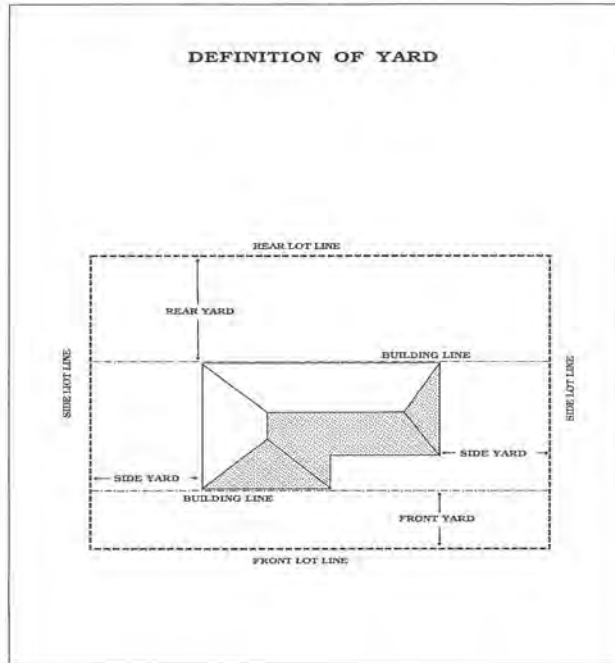 DEFINITION OF YARD
REAR LOT LINE
REAR YARD
BUILDING LINE
SIDE LOT LINE
SIDE LOT LINE
SIDE YARD
SIDE YARD
BUILDING LINE
FRONT YARD
FRONT LOT LINE